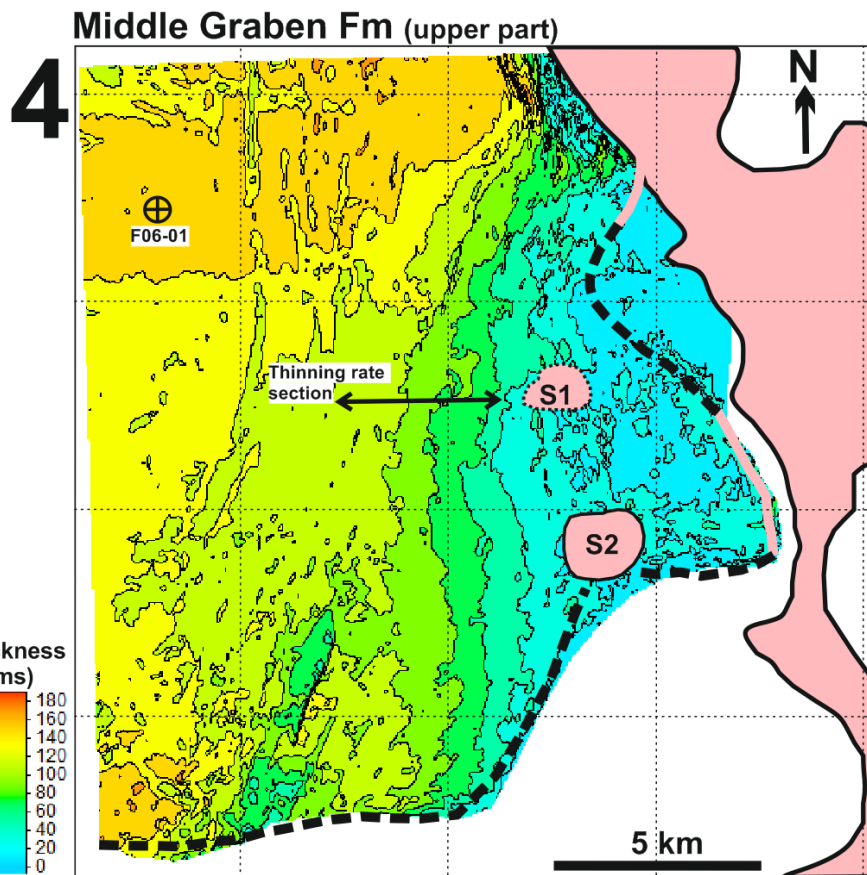 Middle Graben Fm (upper part)
4
N
F06-01
Thinning rate
section
S1
S2
ckness
ms)
180
160
140
120
100
80
60
40
20
0
5 km